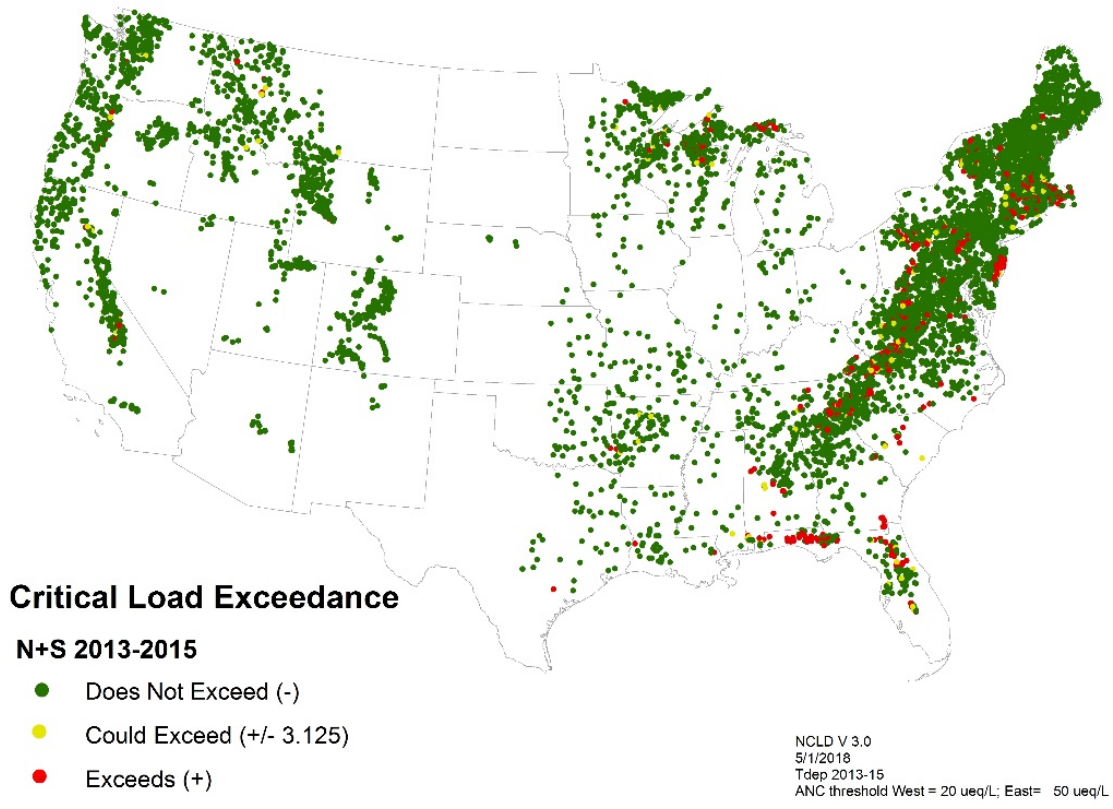 Critical Load Exceedance
N+S 2013-2015
Does Not Exceed (-)
Could Exceed (+/- 3.125)
Exceeds (+)
NCLD V 3.0
5/1/2018
Tdep 2013-15
ANC threshold West = 20 ueq/L; East= 50 ueq/L